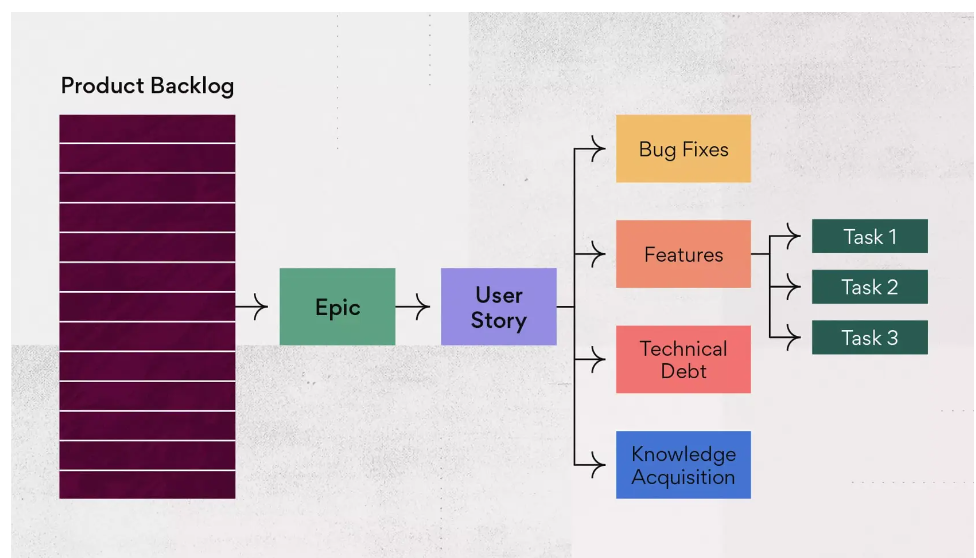 Product Backlog
Epic
User
Story
Bug Fixes
Features
Technical
Debt
Knowledge
Acquisition
Task 1
Task 2
Task 3